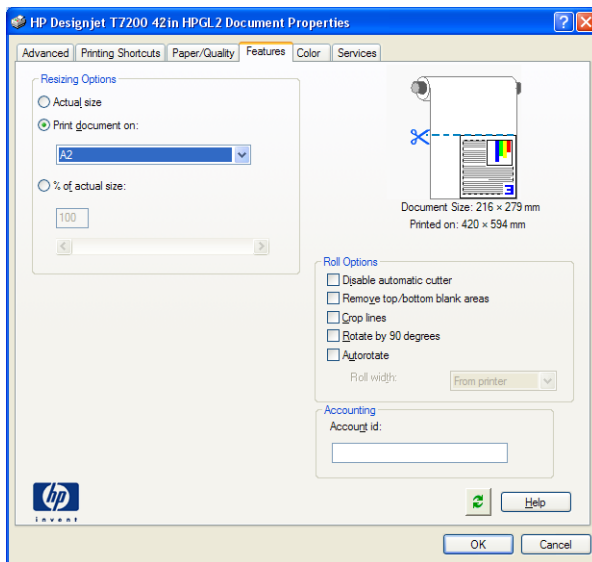 HP Designjet T7200 42in HPGL2 Document Properties
Advanced Printing Shortcuts Paper/Quality Features Color Services
Resizing Options
Actual size
Print document on:
A2
% of actual size:
100
3
Document Size: 216 × 279 mm
Printed on: 420 × 594 mm
Roll Options
Disable automatic cutter
Remove top/bottom blank areas
Crop lines
Rotate by 90 degrees
Autorotate
Roll width: From printer
Accounting
Account id:
hp
invent
Help
OK Cancel